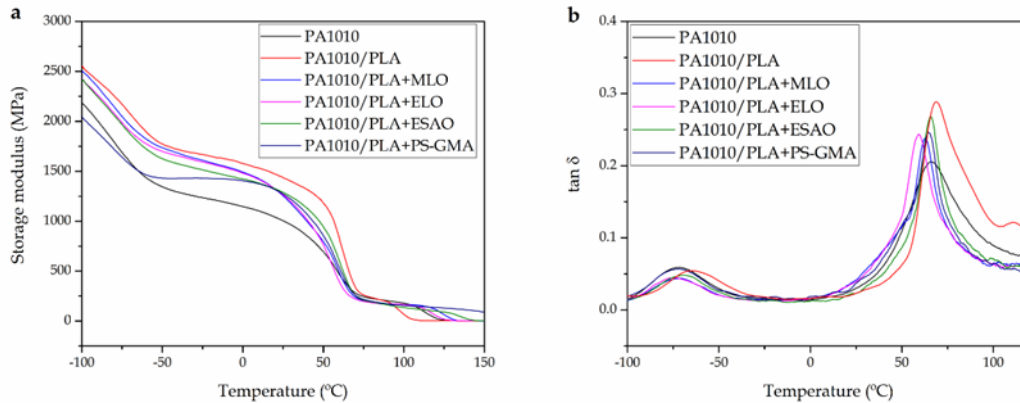 a
3000
2500
2000
1500
1000
500
0
Storage modulus (MPa)
PA1010
PA1010/PLA
PA1010/PLA+MLO
PA1010/PLA+ELO
PA1010/PLA+ESAO
PA1010/PLA+PS-GMA
-100
-50
0
50
100
150
Temperature (ºC)
b
0.4
0.3
0.2
0.1
0.0
tan δ
PA1010
PA1010/PLA
PA1010/PLA+MLO
PA1010/PLA+ELO
PA1010/PLA+ESAO
PA1010/PLA+PS-GMA
-100
-50
0
50
100
Temperature (ºC)